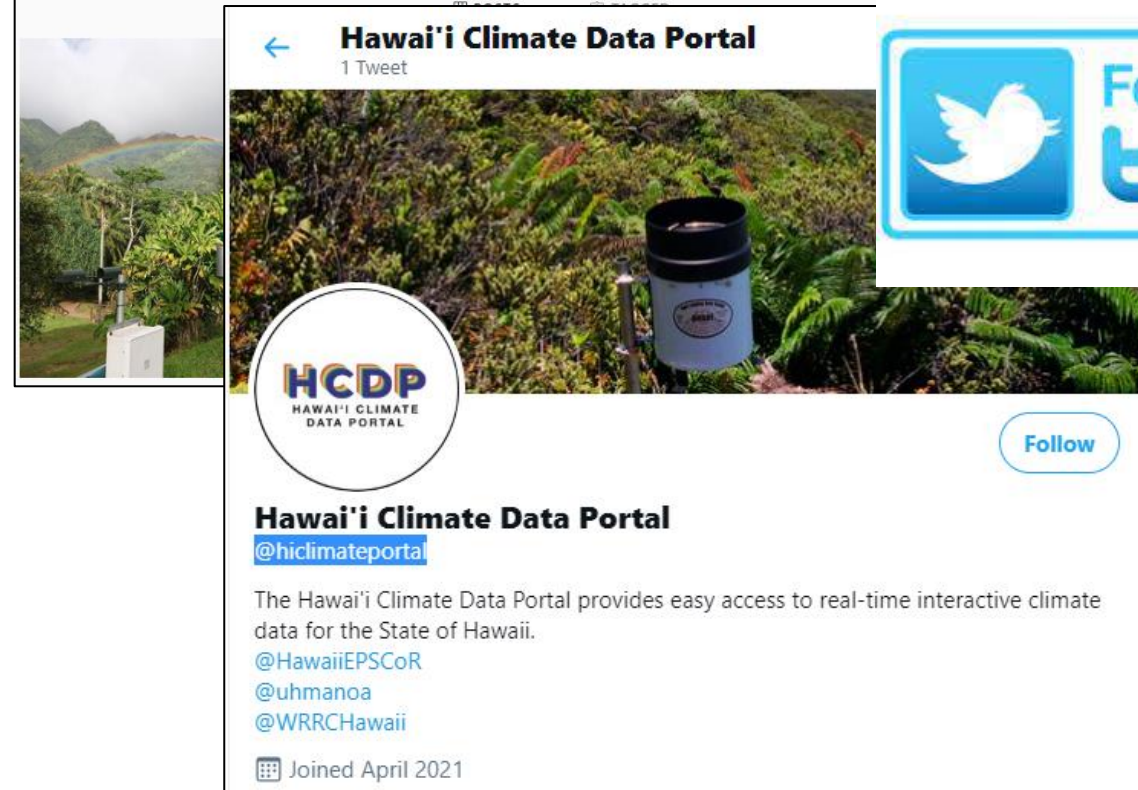 Hawai'i Climate Data Portal
1 Tweet
HCDP
HAWAI'I CLIMATE
DATA PORTAL
Follow
Hawai'i Climate Data Portal
@hiclimateportal
The Hawai'i Climate Data Portal provides easy access to real-time interactive climate
data for the State of Hawaii.
@HawaiiEPSCoR
@uhmanoa
@WRRCHawaii
Joined April 2021